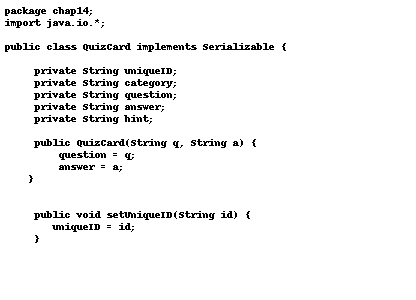 package chap14;
import java.io.*;
public class QuizCard implements Serializable {
private String uniqueID;
private String category;
private String question;
private String answer;
private String hint;
public QuizCard(String q, String a) {
question = q;
answer = a;
}
public void setUniqueID(String id) {
uniqueID = id;
}